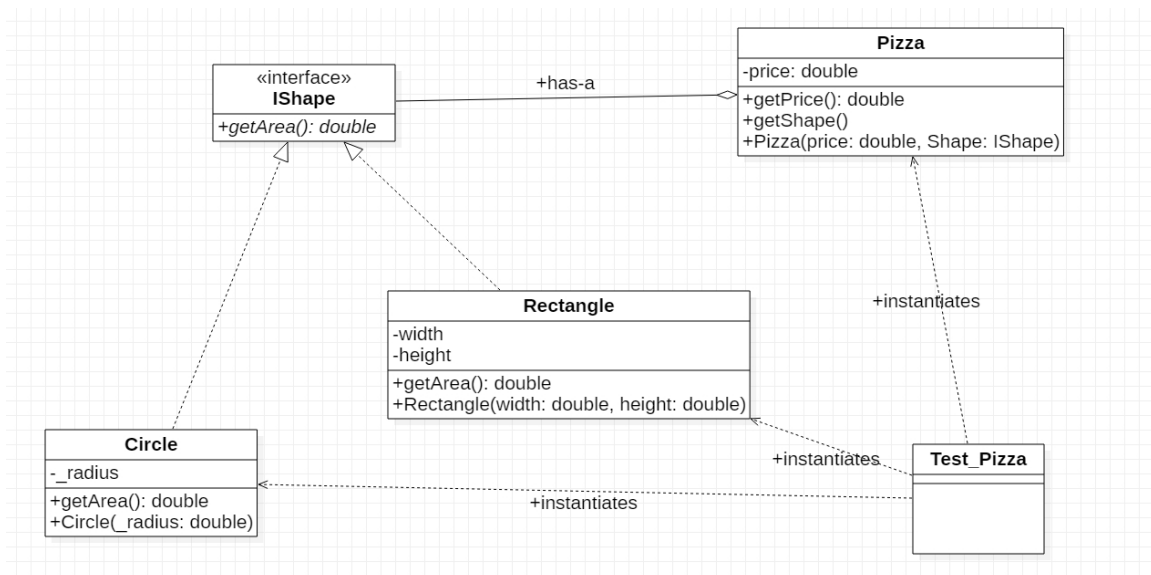 «interface»
IShape
+getArea(): double
+has-a
Pizza
-price: double
+getPrice(): double
+getShape()
+Pizza(price: double, Shape: IShape)
+instantiates
Rectangle
-width
-height
+getArea(): double
+Rectangle(width: double, height: double)
Circle
-_radius
+getArea(): double
+Circle(_radius: double)
+instantiates
+instantiates
Test_Pizza